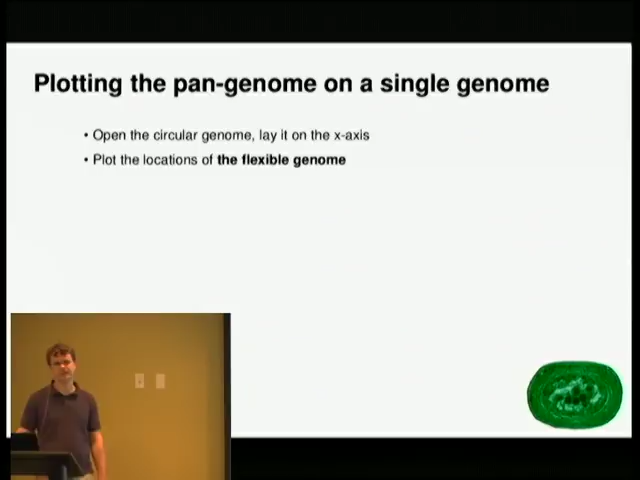 Plotting the pan-genome on a single genome
• Open the circular genome, lay it on the x-axis
• Plot the locations of the flexible genome